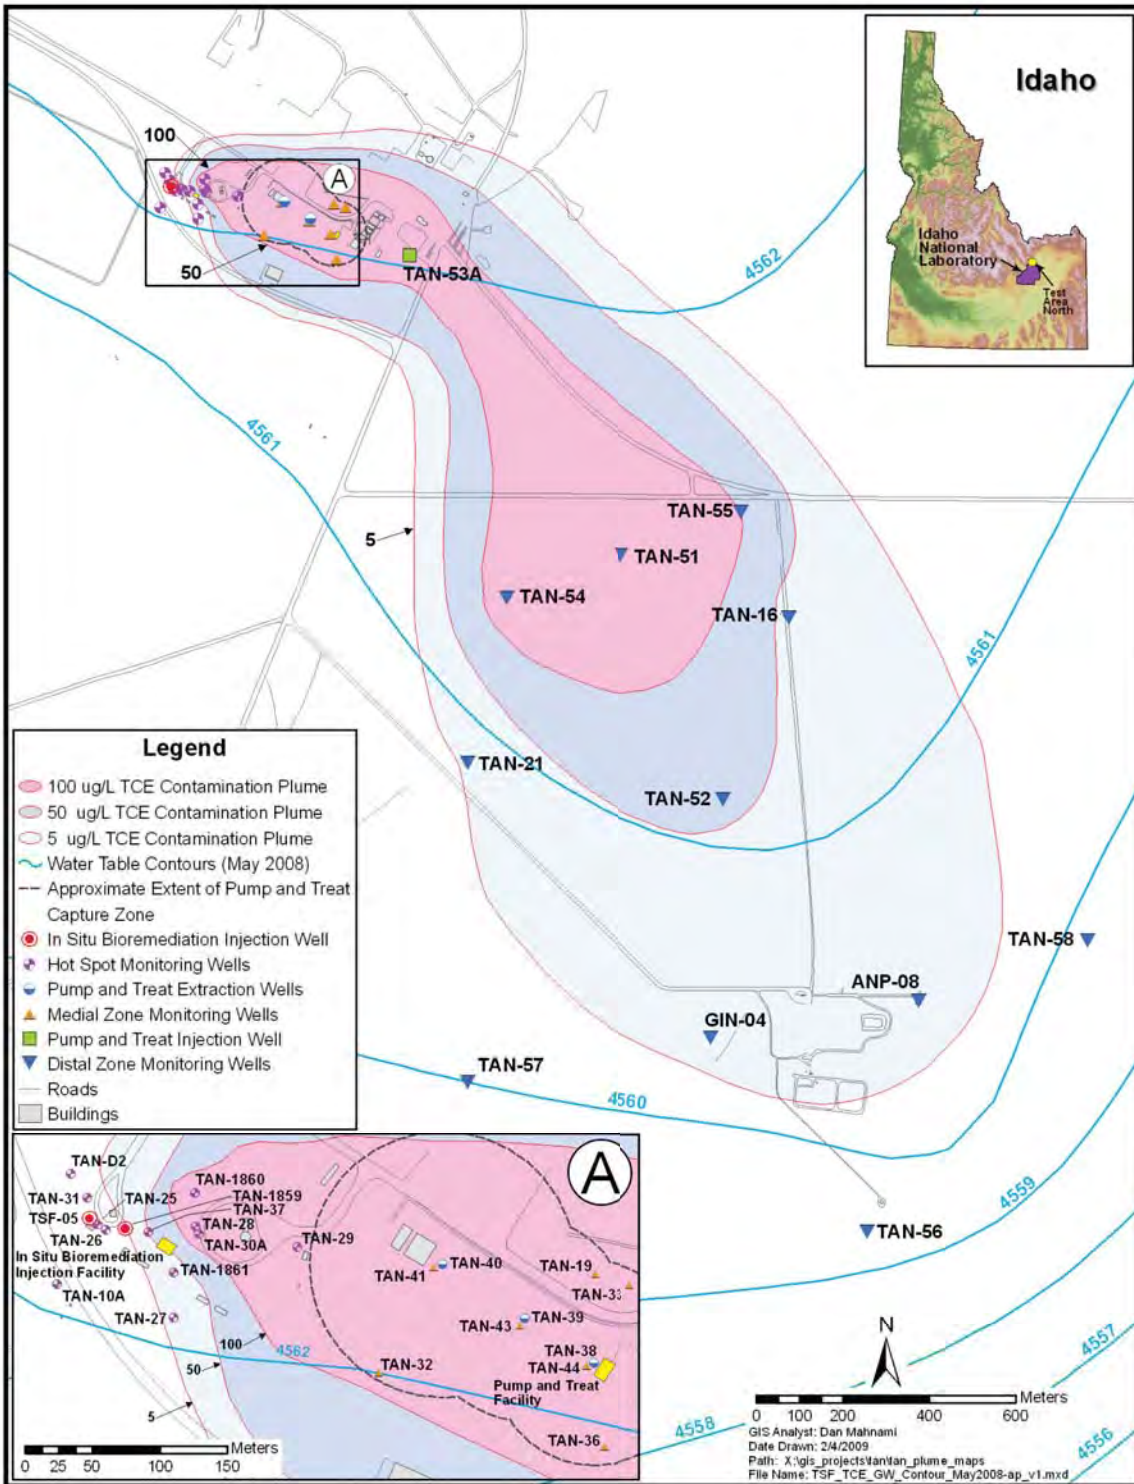 Idaho
Idaho
National
Laboratory
Test
Area
North
100
A
50
TAN-53A
4562
4561
5
TAN-55
TAN-51
TAN-54
TAN-16
4561
TAN-21
TAN-52
TAN-58
ANP-08
GIN-04
TAN-57
4560
4559
TAN-56
4557
4558
4556
Legend
100 ug/L TCE Contamination Plume
50 ug/L TCE Contamination Plume
5 ug/L TCE Contamination Plume
Water Table Contours (May 2008)
Approximate Extent of Pump and Treat
Capture Zone
In Situ Bioremediation Injection Well
Hot Spot Monitoring Wells
Pump and Treat Extraction Wells
Medial Zone Monitoring Wells
Pump and Treat Injection Well
Distal Zone Monitoring Wells
Roads
Buildings
A
TAN-D2
TAN-1860
TAN-31
TAN-25
TAN-1859
TSF-05
TAN-37
TAN-26
TAN-28
TAN-30A
TAN-29
In Situ Bioremediation
Injection Facility
TAN-1861
TAN-10A
TAN-27
TAN-41
TAN-40
TAN-19
TAN-33
TAN-43
TAN-39
TAN-38
TAN-44
TAN-32
Pump and Treat
Facility
100
4562
50
5
TAN-36
Meters
0 50 100 150
N
Meters
0 100 200 400 600
GIS Analyst: Dan Mahnami
Date Drawn: 2/4/2009
Path: X:\gis_projects\tan\tan_plume_maps
File Name: TSF_TCE_GW_Contour_May2008-ap_v1.mxd